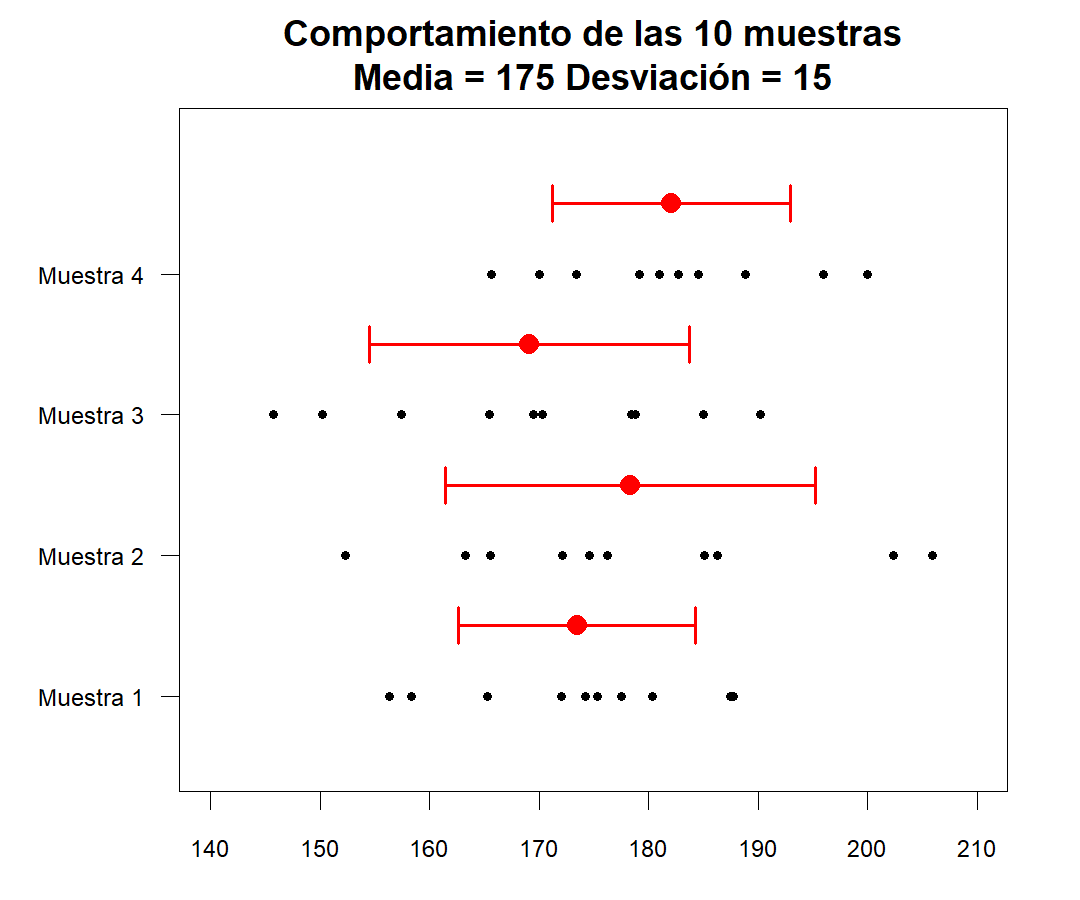 Comportamiento de las 10 muestras
Media = 175 Desviación = 15
Muestra 4
Muestra 3
Muestra 2
Muestra 1
140 150 160 170 180 190 200 210